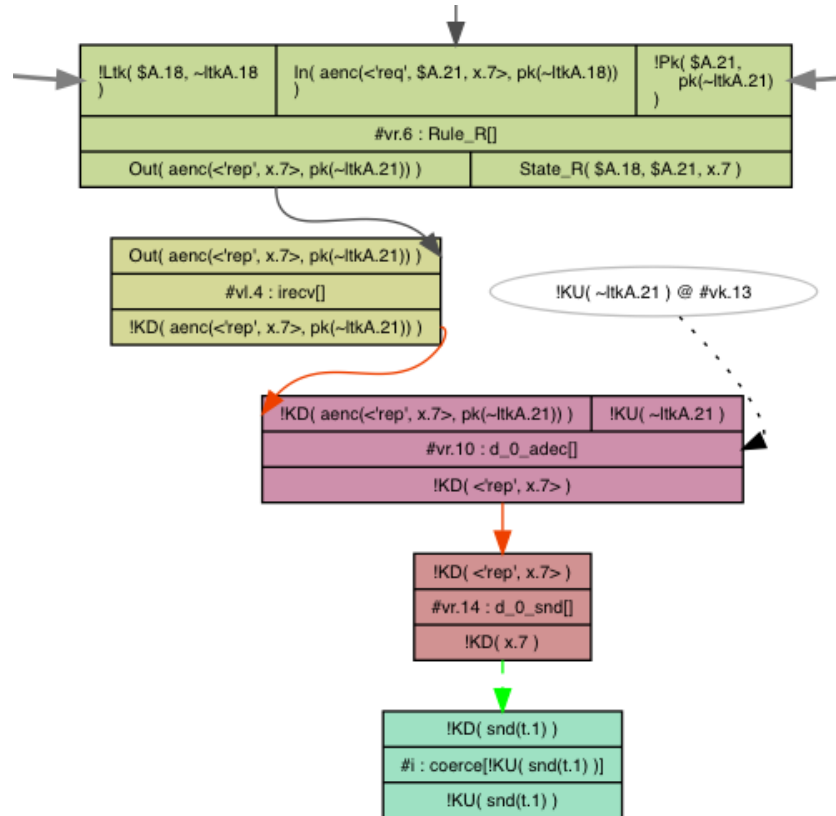 !Ltk( $A.18, ~ltkA.18
)
In( aenc(<'req', $A.21, x.7>, pk(~ltkA.18))
)
!Pk( $A.21,
pk(~ltkA.21)
)
#vr.6 : Rule_R[]
Out( aenc(<'rep', x.7>, pk(~ltkA.21)) )
State_R( $A.18, $A.21, x.7 )
Out( aenc(<'rep', x.7>, pk(~ltkA.21)) )
#vl.4 : irecv[]
!KD( aenc(<'rep', x.7>, pk(~ltkA.21)) )
!KU( ~ltkA.21 ) @ #vk.13
!KD( aenc(<'rep', x.7>, pk(~ltkA.21)) )
!KU( ~ltkA.21 )
#vr.10 : d_0_adec[]
!KD( <'rep', x.7> )
!KD( <'rep', x.7> )
#vr.14 : d_0_snd[]
!KD( x.7 )
!KD( snd(t.1) )
#i : coerce[!KU( snd(t.1) )]
!KU( snd(t.1) )